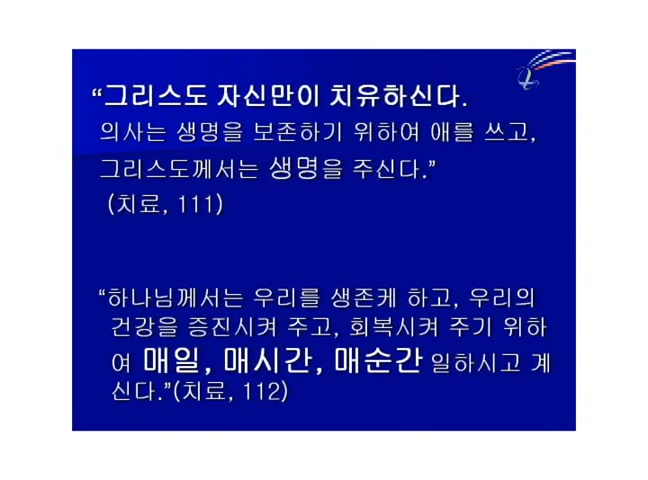 “그리스도 자신만이 치유하신다.
의사는 생명을 보존하기 위하여 애를 쓰고,
그리스도께서는 생명을 주신다.”
(치료, 111)
“하나님께서는 우리를 생존케 하고, 우리의
건강을 증진시켜 주고, 회복시켜 주기 위하
여 매일, 매시간, 매순간 일하시고 계
신다.”(치료, 112)